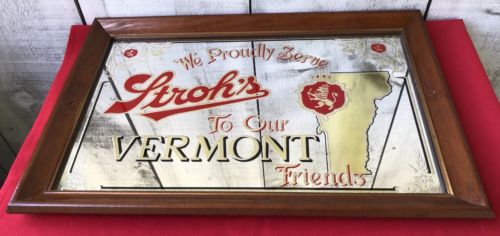 We Proudly Serve
Stroh's
To Our
VERMONT
Friends